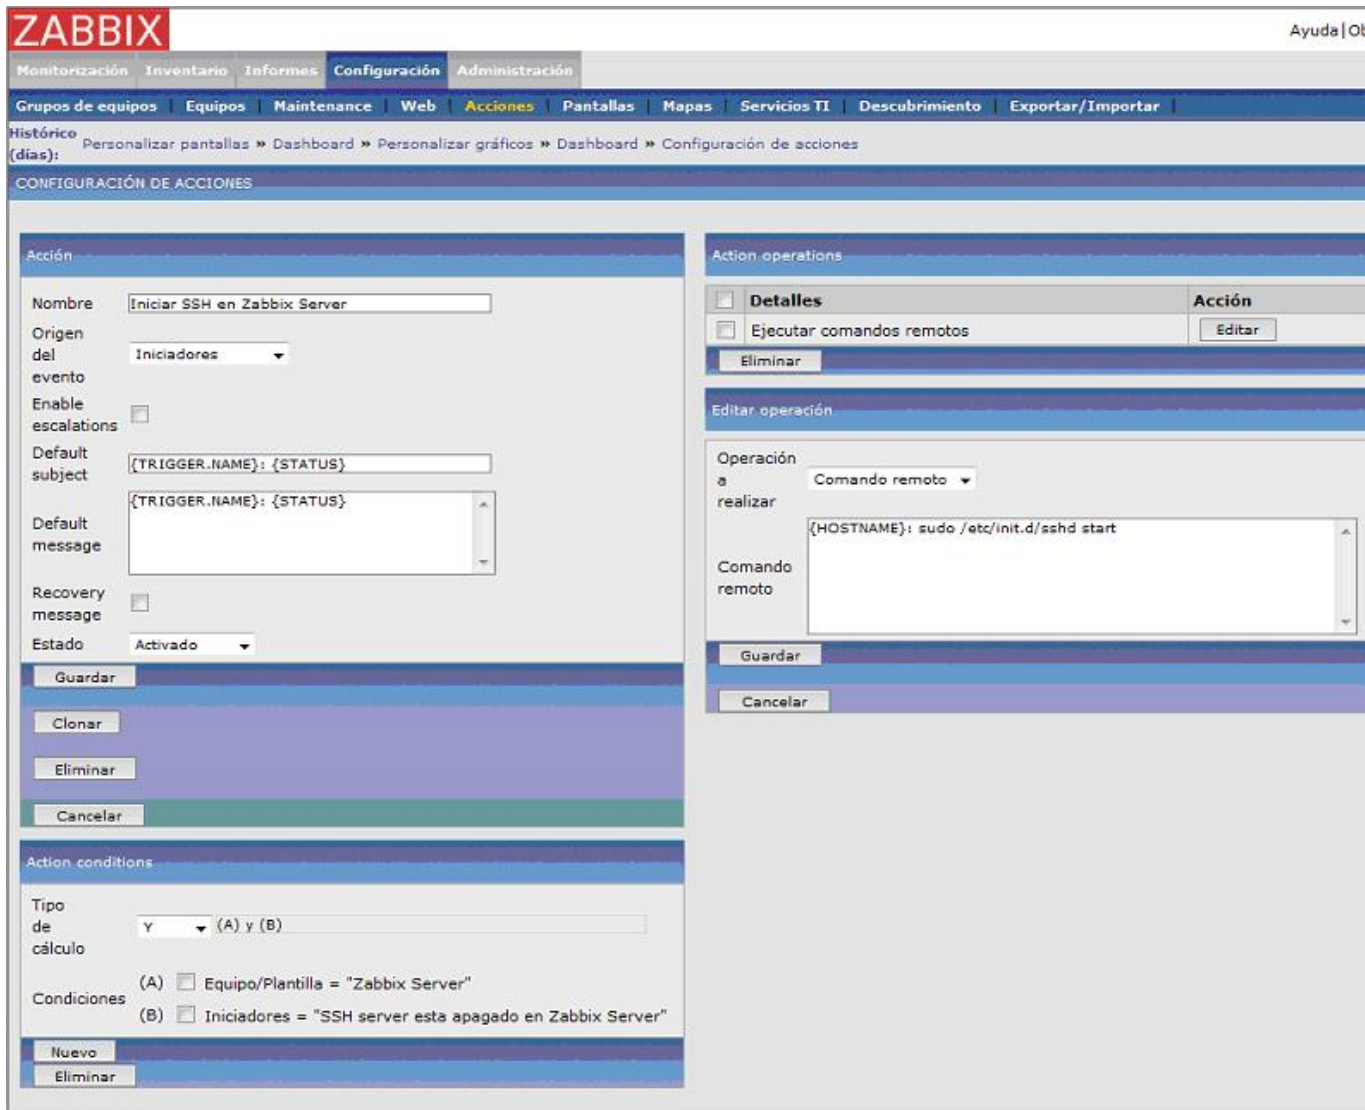 ZABBIX
Ayuda|Ob
Monitorización Inventario Informes Configuración Administración
Grupos de equipos | Equipos | Maintenance | Web | Acciones | Pantallas | Mapas | Servicios TI | Descubrimiento | Exportar/Importar |
Histórico
(días):
Personalizar pantallas » Dashboard » Personalizar gráficos » Dashboard » Configuración de acciones
CONFIGURACIÓN DE ACCIONES
Acción
Nombre
Iniciar SSH en Zabbix Server
Origen
del
evento
Iniciadores
Enable
escalations
Default
subject
{TRIGGER.NAME}: {STATUS}
Default
message
{TRIGGER.NAME}: {STATUS}
Recovery
message
Estado
Activado
Guardar
Clonar
Eliminar
Cancelar
Action conditions
Tipo
de
cálculo
Y
(A) y (B)
Condiciones
(A) Equipo/Plantilla = "Zabbix Server"
(B) Iniciadores = "SSH server esta apagado en Zabbix Server"
Nuevo
Eliminar
Action operations
Detalles Acción
Ejecutar comandos remotos Editar
Eliminar
Editar operación
Operación
a
realizar
Comando remoto
Comando
remoto
{HOSTNAME}: sudo /etc/init.d/sshd start
Guardar
Cancelar